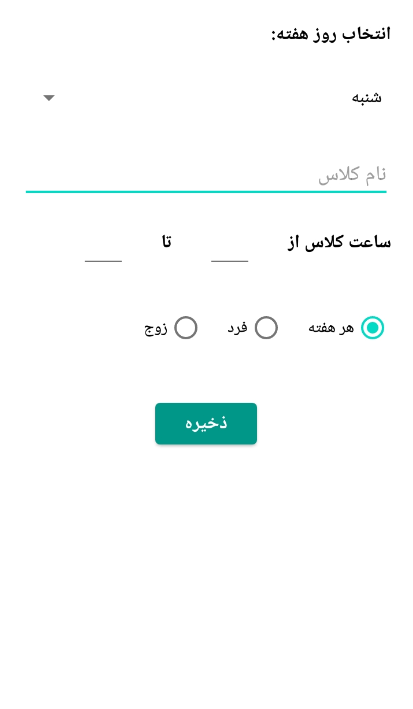 انتخاب روز هفته:
شنبه
نام کلاس
ساعت کلاس از تا
هر هفته فرد زوج
ذخیره